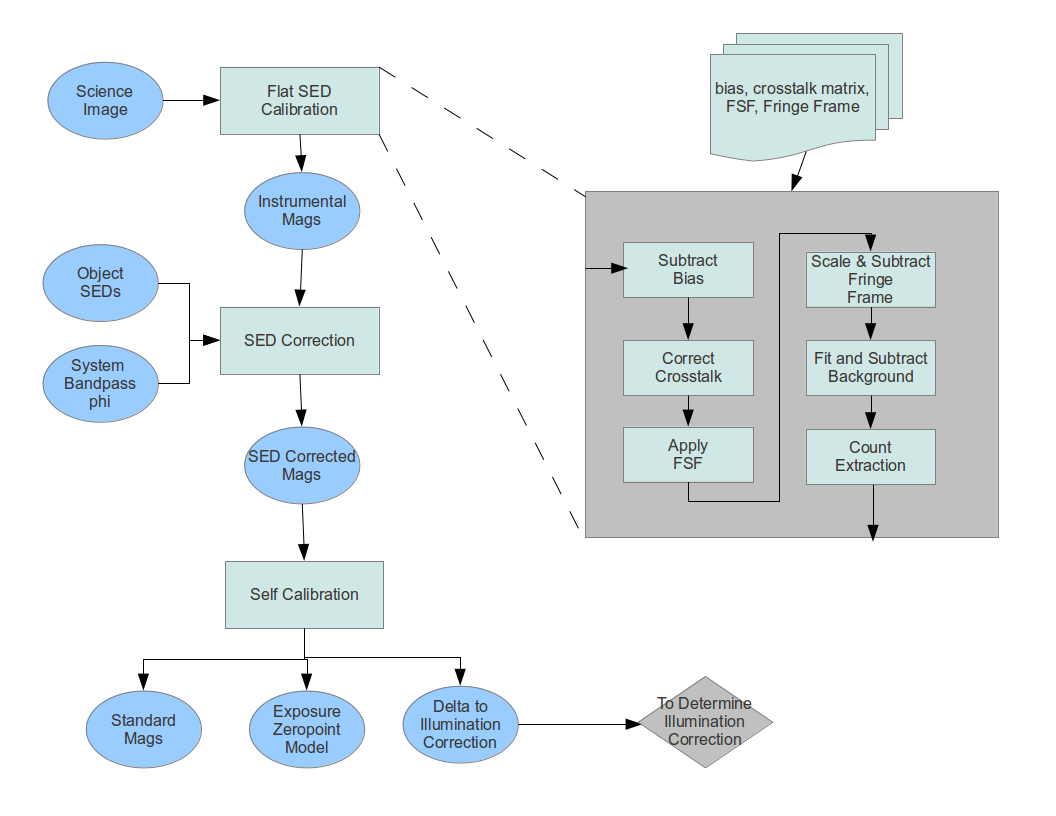 Science
Image
Flat SED
Calibration
bias, crosstalk matrix,
FSF, Fringe Frame
Instrumental
Mags
Object
SEDs
System
Bandpass
phi
SED Correction
SED Corrected
Mags
Self Calibration
Standard
Mags
Exposure
Zeropoint
Model
Delta to
Illumination
Correction
To Determine
Illumination
Correction
Subtract
Bias
Correct
Crosstalk
Apply
FSF
Scale & Subtract
Fringe
Frame
Fit and Subtract
Background
Count
Extraction